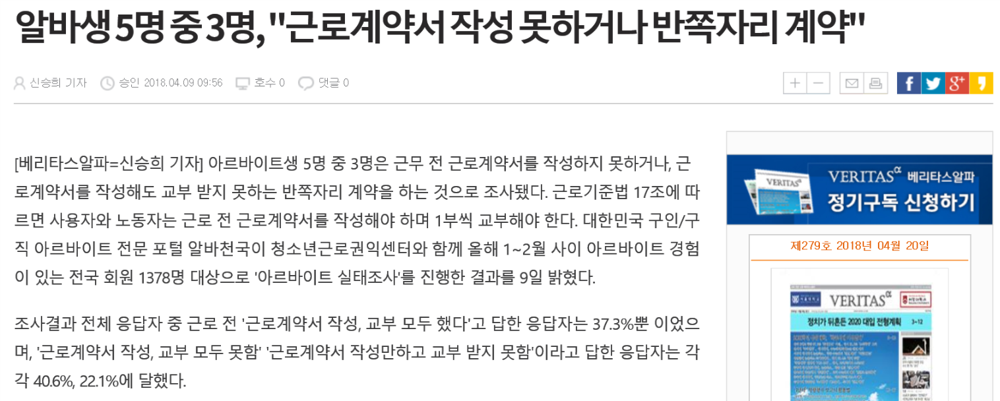 알바생 5명 중 3명, "근로계약서 작성 못하거나 반쪽자리 계약"
신승희 기자 승인 2018.04.09 09:56 호수 0 댓글 0
[베리타스알파=신승희 기자] 아르바이트생 5명 중 3명은 근무 전 근로계약서를 작성하지 못하거나, 근
로계약서를 작성해도 교부 받지 못하는 반쪽자리 계약을 하는 것으로 조사됐다. 근로기준법 17조에 따
르면 사용자와 노동자는 근로 전 근로계약서를 작성해야 하며 1부씩 교부해야 한다. 대한민국 구인/구
직 아르바이트 전문 포털 알바천국이 청소년근로권익센터와 함께 올해 1~2월 사이 아르바이트 경험
이 있는 전국 회원 1378명 대상으로 '아르바이트 실태조사'를 진행한 결과를 9일 밝혔다.
조사결과 전체 응답자 중 근로 전 '근로계약서 작성, 교부 모두 했다'고 답한 응답자는 37.3%뿐 이었으
며, '근로계약서 작성, 교부 모두 못함' '근로계약서 작성만하고 교부 받지 못함'이라고 답한 응답자는 각
각 40.6%, 22.1%에 달했다.
VERITASα
VERITASα 베리타스알파
정기구독 신청하기
제279호 2018년 04월 20일
VERITASα
정치가 뒤흔든 2020 대입 전형계획 3~12